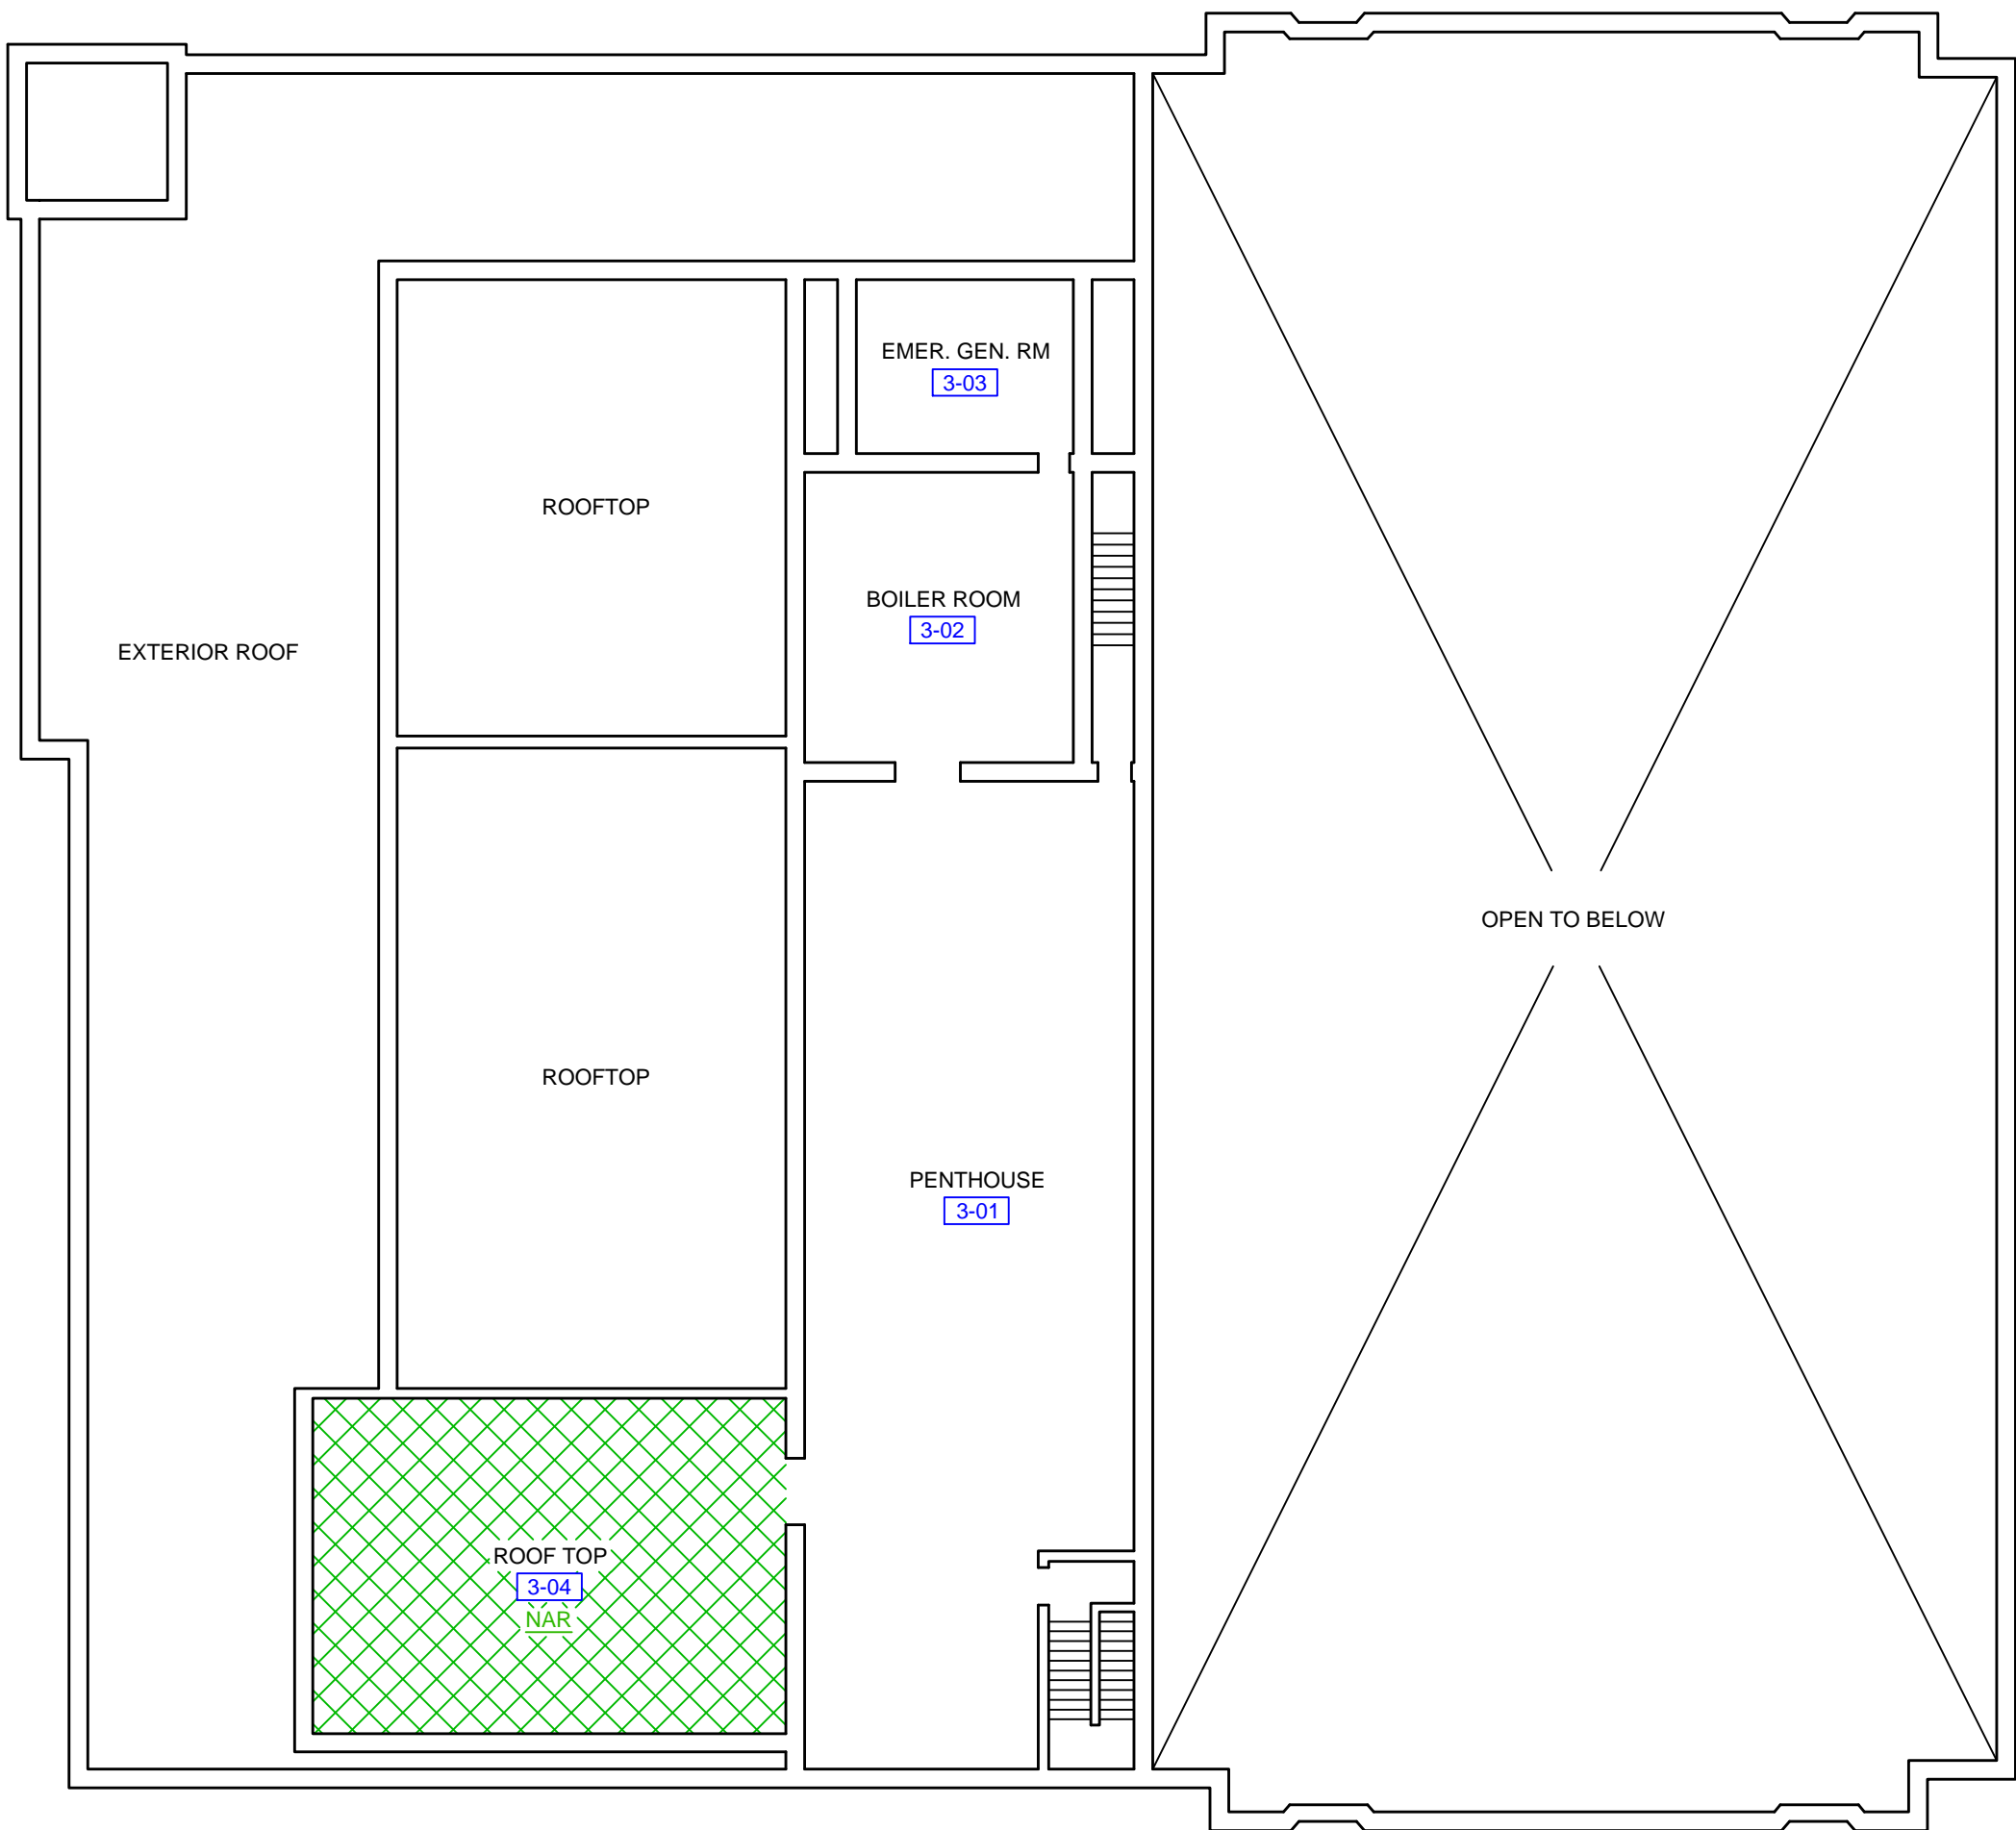 EMER. GEN. RM
3-03
ROOFTOP
BOILER ROOM
3-02
EXTERIOR ROOF
OPEN TO BELOW
ROOFTOP
PENTHOUSE
3-01
ROOF TOP
3-04
NAR